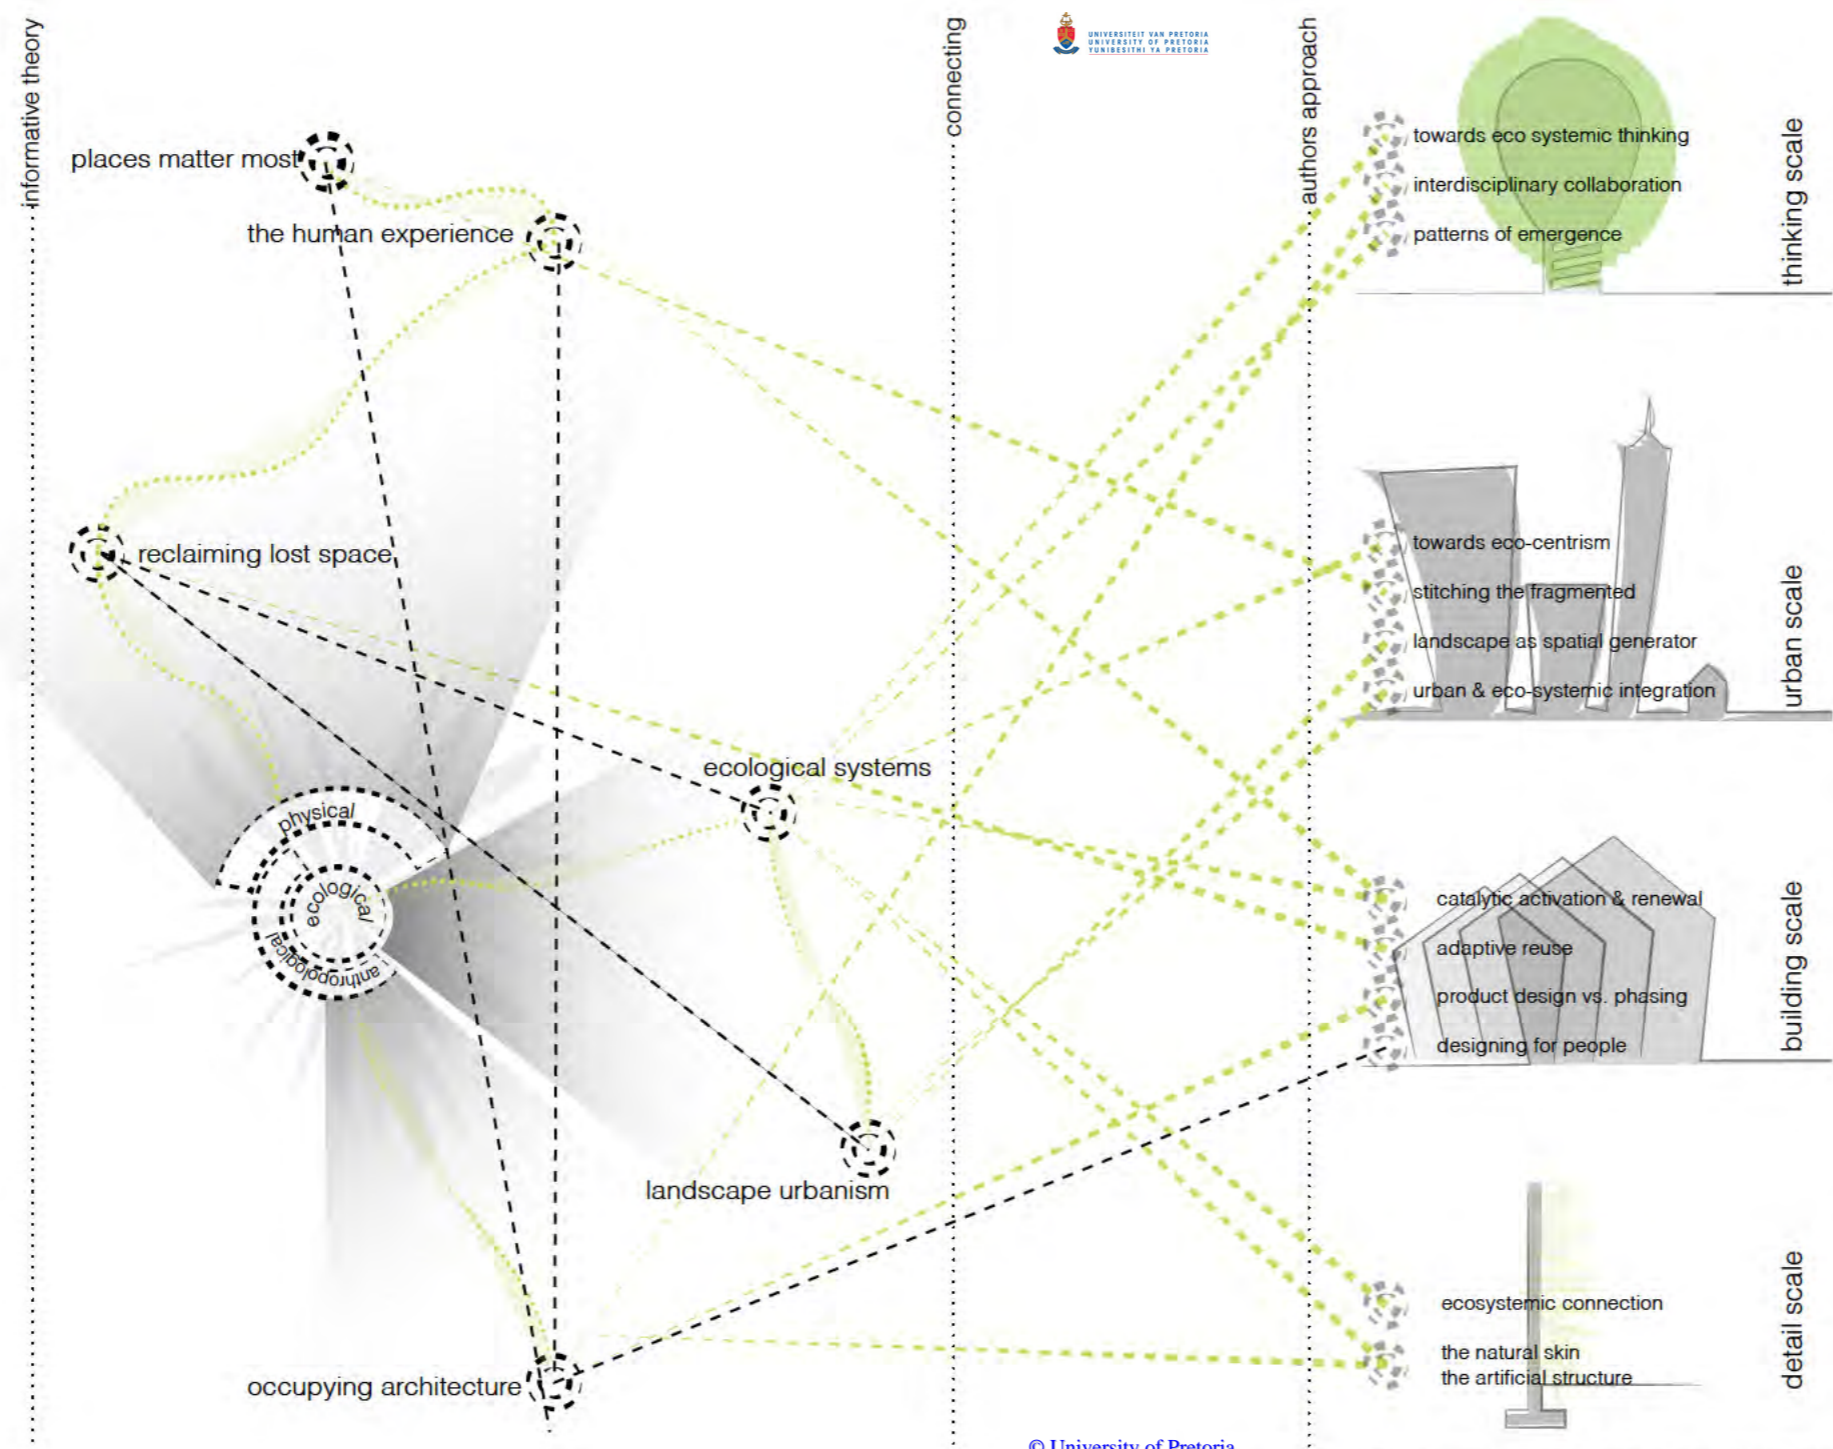 informative theory
connecting
UNIVERSITEIT VAN PRETORIA
UNIVERSITY OF PRETORIA
YUNIBESITHI YA PRETORIA
authors approach
places matter most
the human experience
reclaiming lost space
physical
ecological
anthropological
ecological systems
landscape urbanism
occupying architecture
towards eco systemic thinking
interdisciplinary collaboration
patterns of emergence
thinking scale
towards eco-centrism
stitching the fragmented
landscape as spatial generator
urban & eco-systemic integration
urban scale
catalytic activation & renewal
adaptive reuse
product design vs. phasing
designing for people
building scale
ecosystemic connection
the natural skin
the artificial structure
detail scale
© University of Pretoria